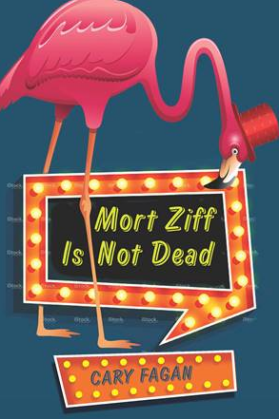 Mort Ziff
Is Not Dead
CARY FAGAN